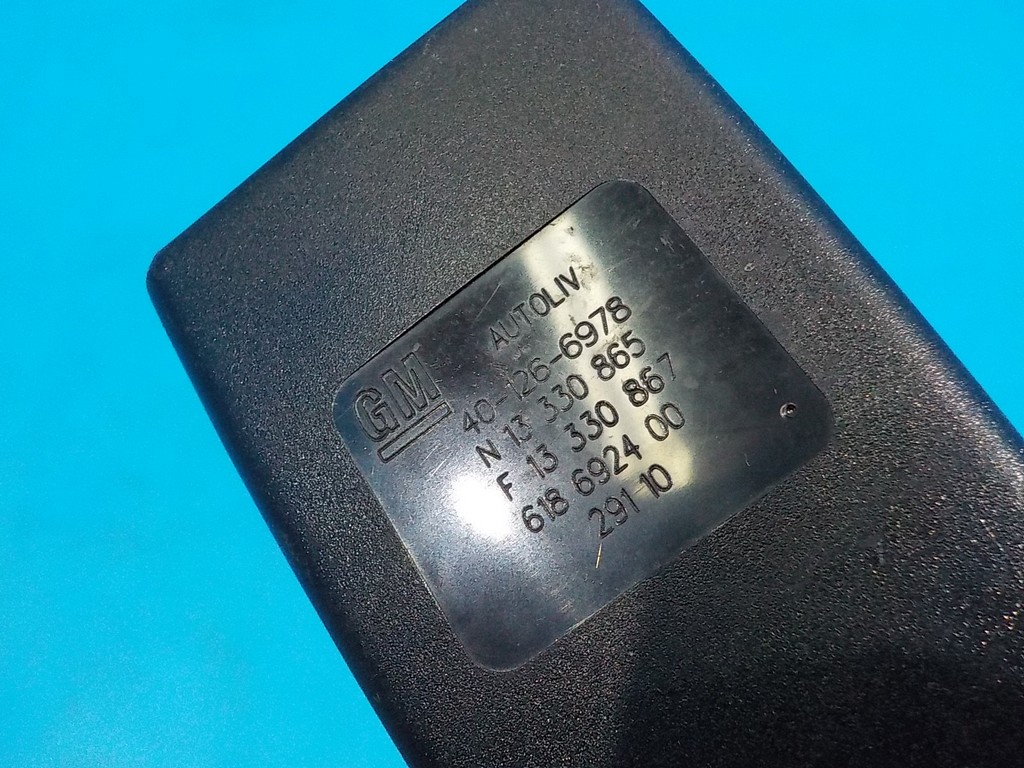 GM
AUTOLIV
40-126-6978
N 13 330 865
F 13 330 867
618 6924 00
291 10